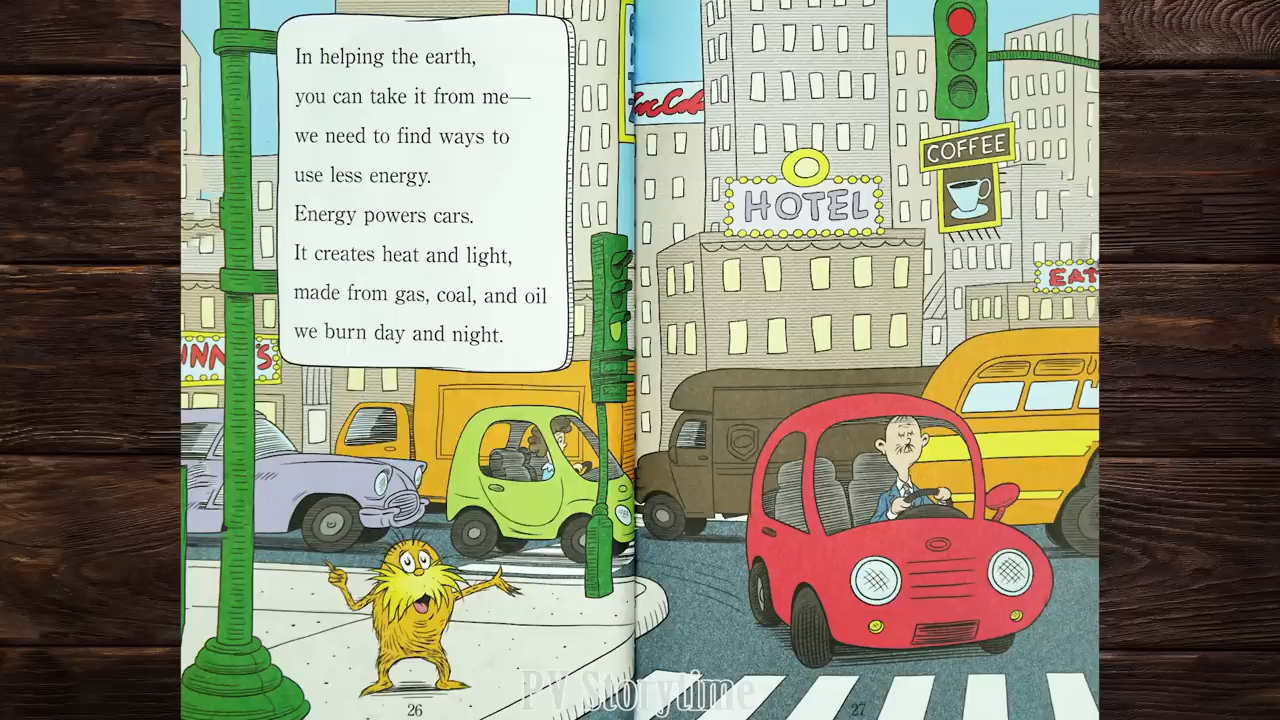 In helping the earth,
you can take it from me—
we need to find ways to
use less energy.
Energy powers cars.
It creates heat and light,
made from gas, coal, and oil
we burn day and night.
HOTEL
COFFEE
EAT
26
27
PV Storytime